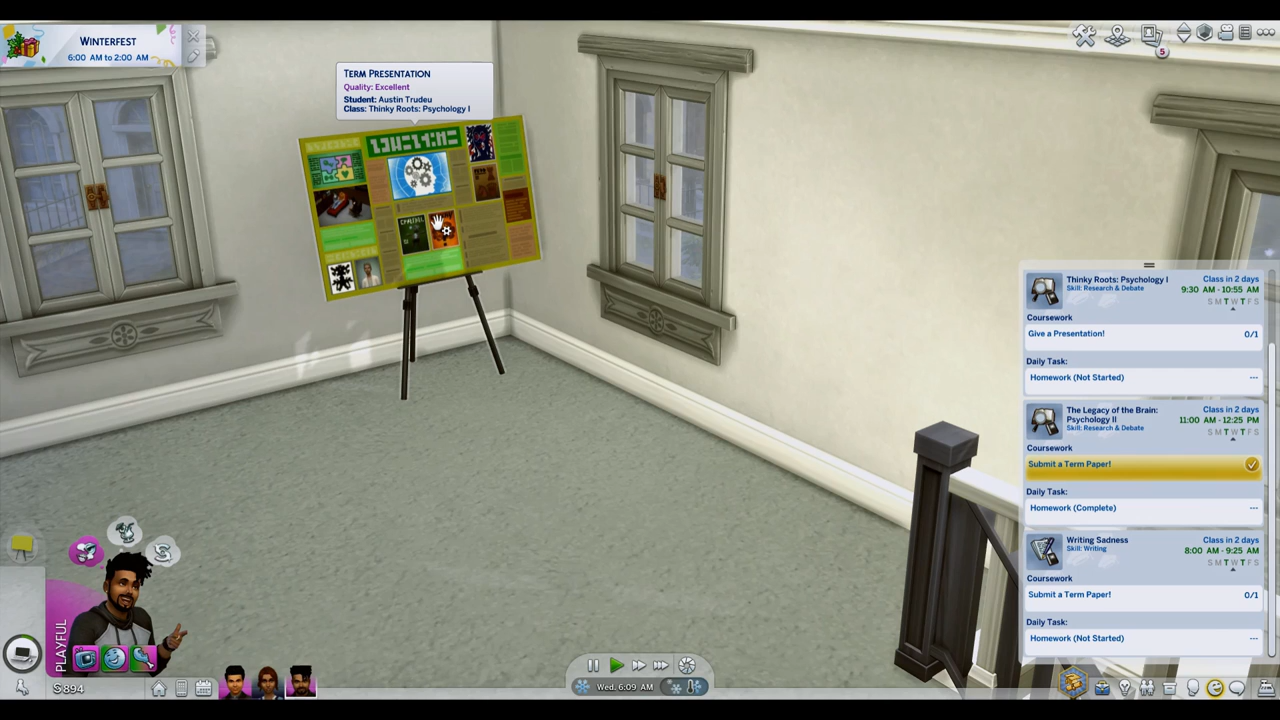 WINTERFEST
6:00 AM TO 2:00 AM
5
TERM PRESENTATION
Quality: Excellent
Student: Austin Trudeu
Class: Thinky Roots: Psychology I
Thinky Roots: Psychology I
Skill: Research & Debate
Class in 2 days
9:30 AM - 10:55 AM
S M T W T F S
Coursework
Give a Presentation! 0/1
Daily Task:
Homework (Not Started) ...
The Legacy of the Brain:
Psychology II
Skill: Research & Debate
Class in 2 days
11:00 AM - 12:25 PM
S M T W T F S
Coursework
Submit a Term Paper!
Daily Task:
Homework (Complete) ...
Writing Sadness
Skill: Writing
Class in 2 days
8:00 AM - 9:25 AM
S M T W T F S
Coursework
Submit a Term Paper! 0/1
Daily Task:
Homework (Not Started) ...
PLAYFUL
§894
Wed. 6:09 AM